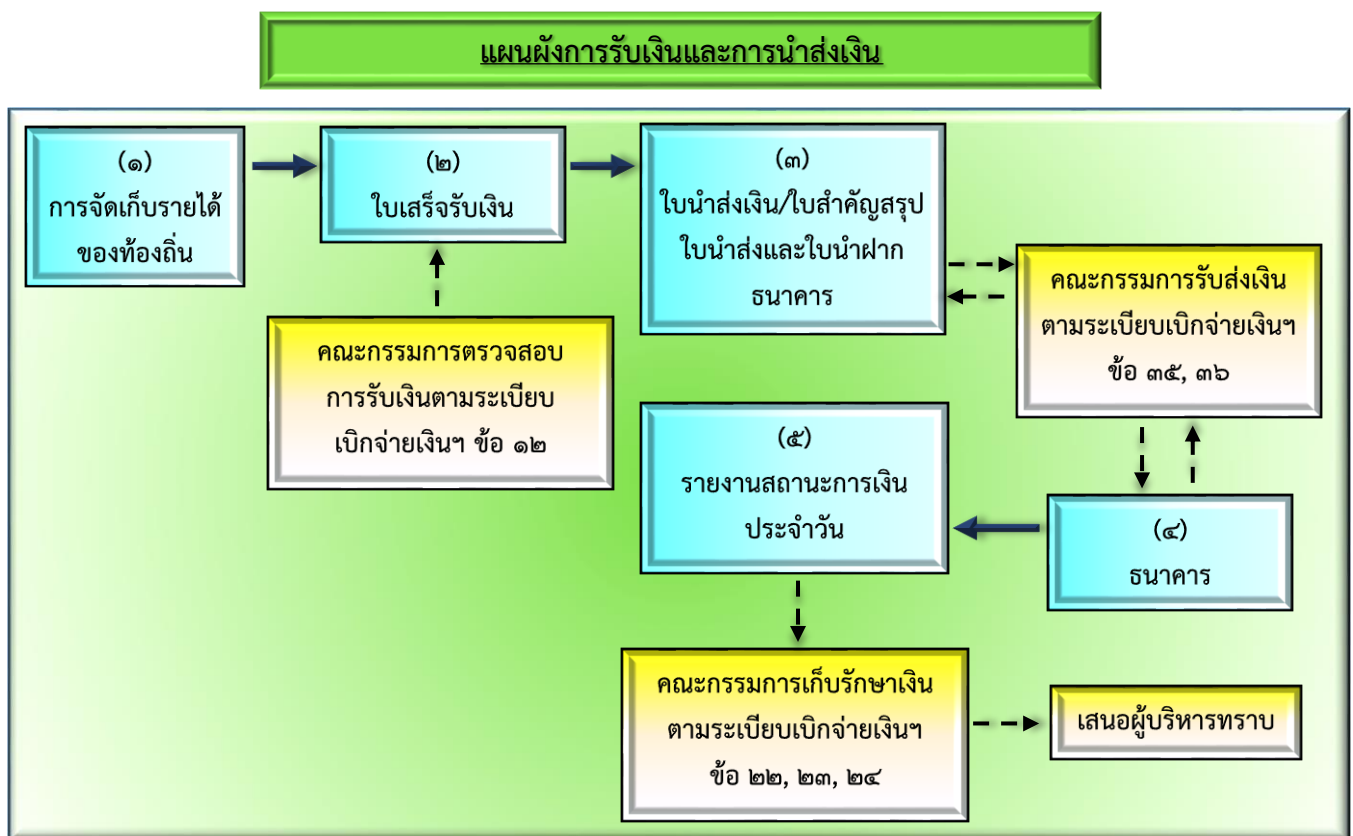 แผนผังการรับเงินและการนำส่งเงิน
(๑)
การจัดเก็บรายได้
ของท้องถิ่น
(๒)
ใบเสร็จรับเงิน
(๓)
ใบนำส่งเงิน/ใบสำคัญสรุป
ใบนำส่งและใบนำฝาก
ธนาคาร
คณะกรรมการรับส่งเงิน
ตามระเบียบเบิกจ่ายเงินฯ
ข้อ ๓๕, ๓๖
คณะกรรมการตรวจสอบ
การรับเงินตามระเบียบ
เบิกจ่ายเงินฯ ข้อ ๑๒
(๔)
ธนาคาร
(๕)
รายงานสถานะการเงิน
ประจำวัน
คณะกรรมการเก็บรักษาเงิน
ตามระเบียบเบิกจ่ายเงินฯ
ข้อ ๒๒, ๒๓, ๒๔
เสนอผู้บริหารทราบ